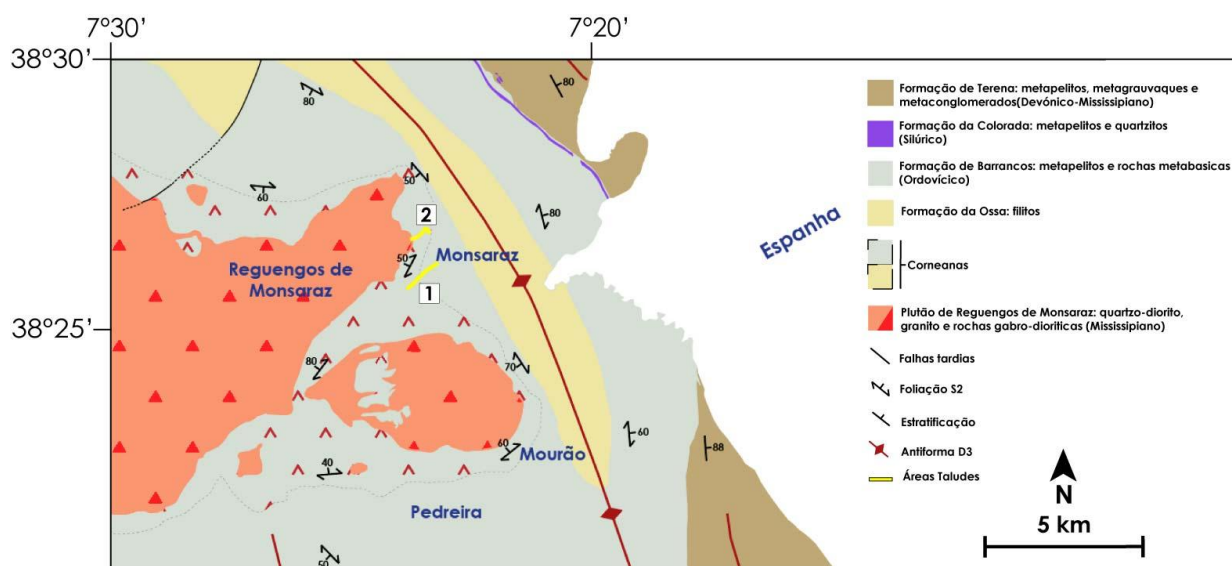 7°30’
7°20’
38°30’
38°25’
80
80
50
60
80
2
50
Monsaraz
Espanha
Reguengos de
Monsaraz
1
80
70
60
60
88
Mourão
40
Pedreira
50
Formação de Terena: metapelitos, metagrauvaques e
metaconglomerados(Devónico-Mississipiano)
Formação da Colorada: metapelitos e quartzitos
(Silúrico)
Formação de Barrancos: metapelitos e rochas metabasicas
(Ordovícico)
Formação da Ossa: filitos
Corneanas
Plutão de Reguengos de Monsaraz: quartzo-diorito,
granito e rochas gabro-dioríticas (Mississipiano)
Falhas tardias
Foliação S2
Estratificação
Antiforma D3
Áreas Taludes
N
5 km